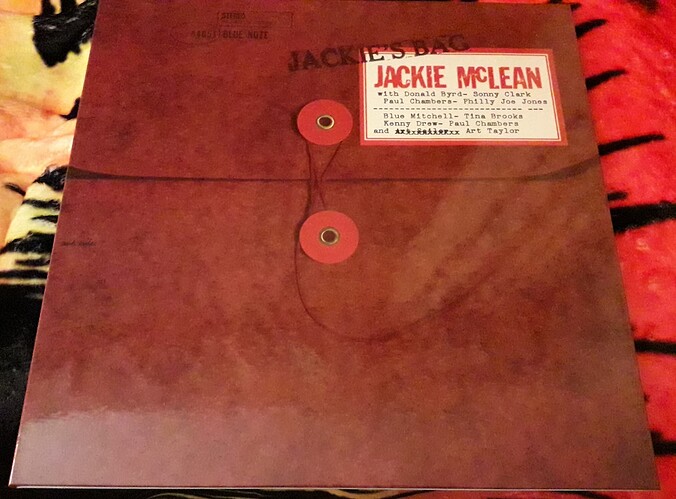 STEREO
84051 BLUE NOTE
JACKIE'S BAG
JACKIE McLEAN
with Donald Byrd- Sonny Clark
Paul Chambers- Philly Joe Jones
Blue Mitchell- Tina Brooks
Kenny Drew- Paul Chambers
and Art Taylor